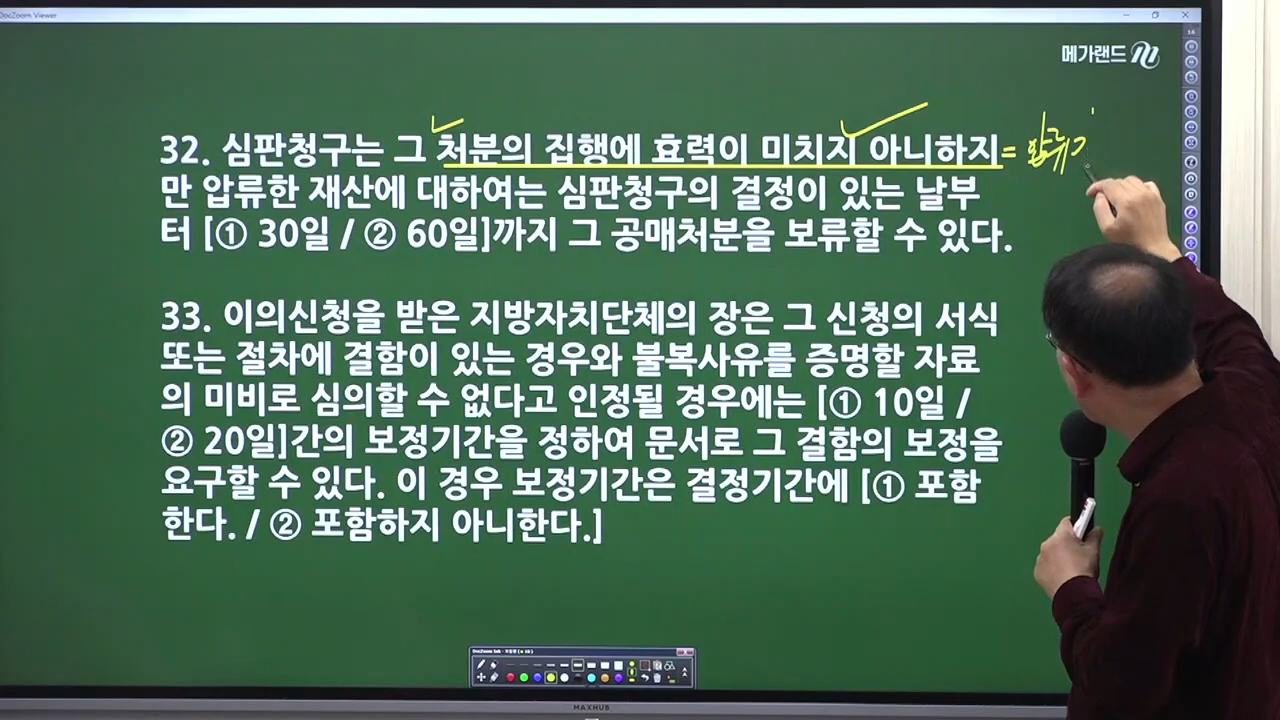 DocZoom Viewer
메가랜드
32. 심판청구는 그 처분의 집행에 효력이 미치지 아니하지
만 압류한 재산에 대하여는 심판청구의 결정이 있는 날부
터 [① 30일 / ② 60일]까지 그 공매처분을 보류할 수 있다.
33. 이의신청을 받은 지방자치단체의 장은 그 신청의 서식
또는 절차에 결함이 있는 경우와 불복사유를 증명할 자료
의 미비로 심의할 수 없다고 인정될 경우에는 [① 10일 /
② 20일]간의 보정기간을 정하여 문서로 그 결함의 보정을
요구할 수 있다. 이 경우 보정기간은 결정기간에 [① 포함
한다. / ② 포함하지 아니한다.]
MAXHUB